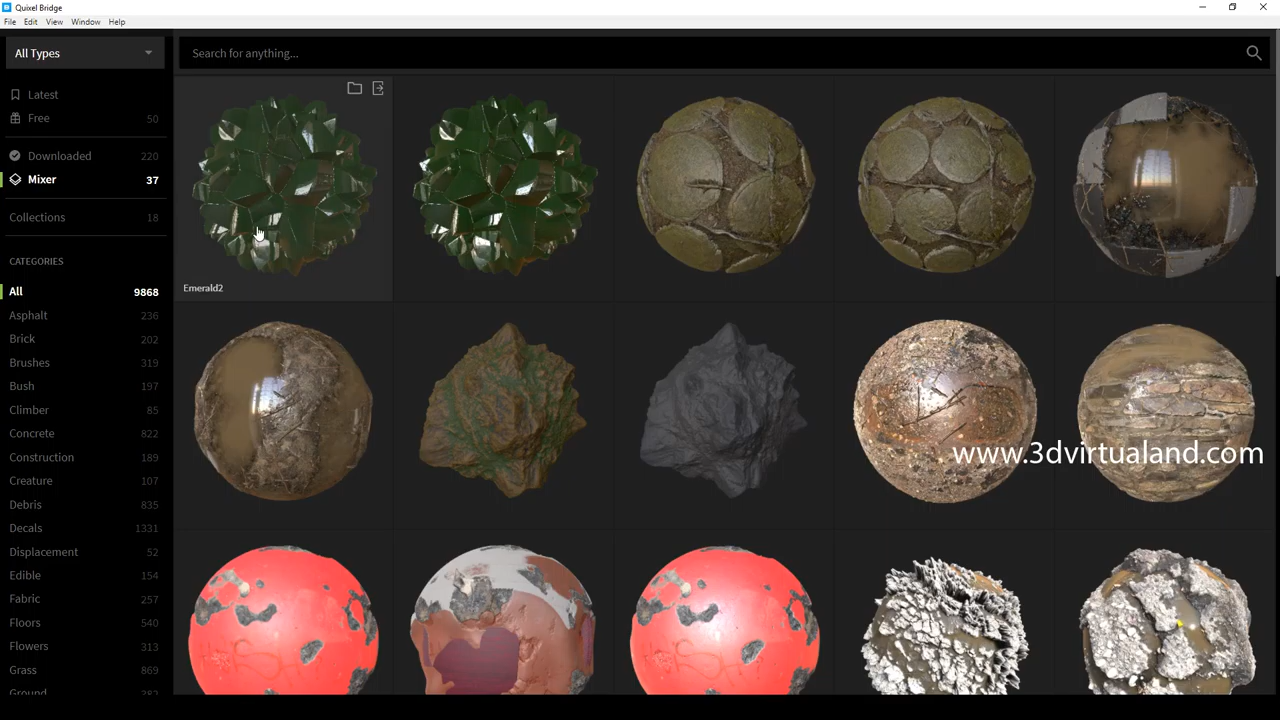 Quixel Bridge
File Edit View Window Help
All Types
Search for anything...
Latest
Free 50
Downloaded 220
Mixer 37
Collections 18
CATEGORIES
All 9868
Asphalt 236
Brick 202
Brushes 319
Bush 197
Climber 85
Concrete 822
Construction 189
Creature 107
Debris 835
Decals 1331
Displacement 52
Edible 154
Fabric 257
Floors 540
Flowers 313
Grass 869
Ground 282
Emerald2
www.3dvirtualand.com